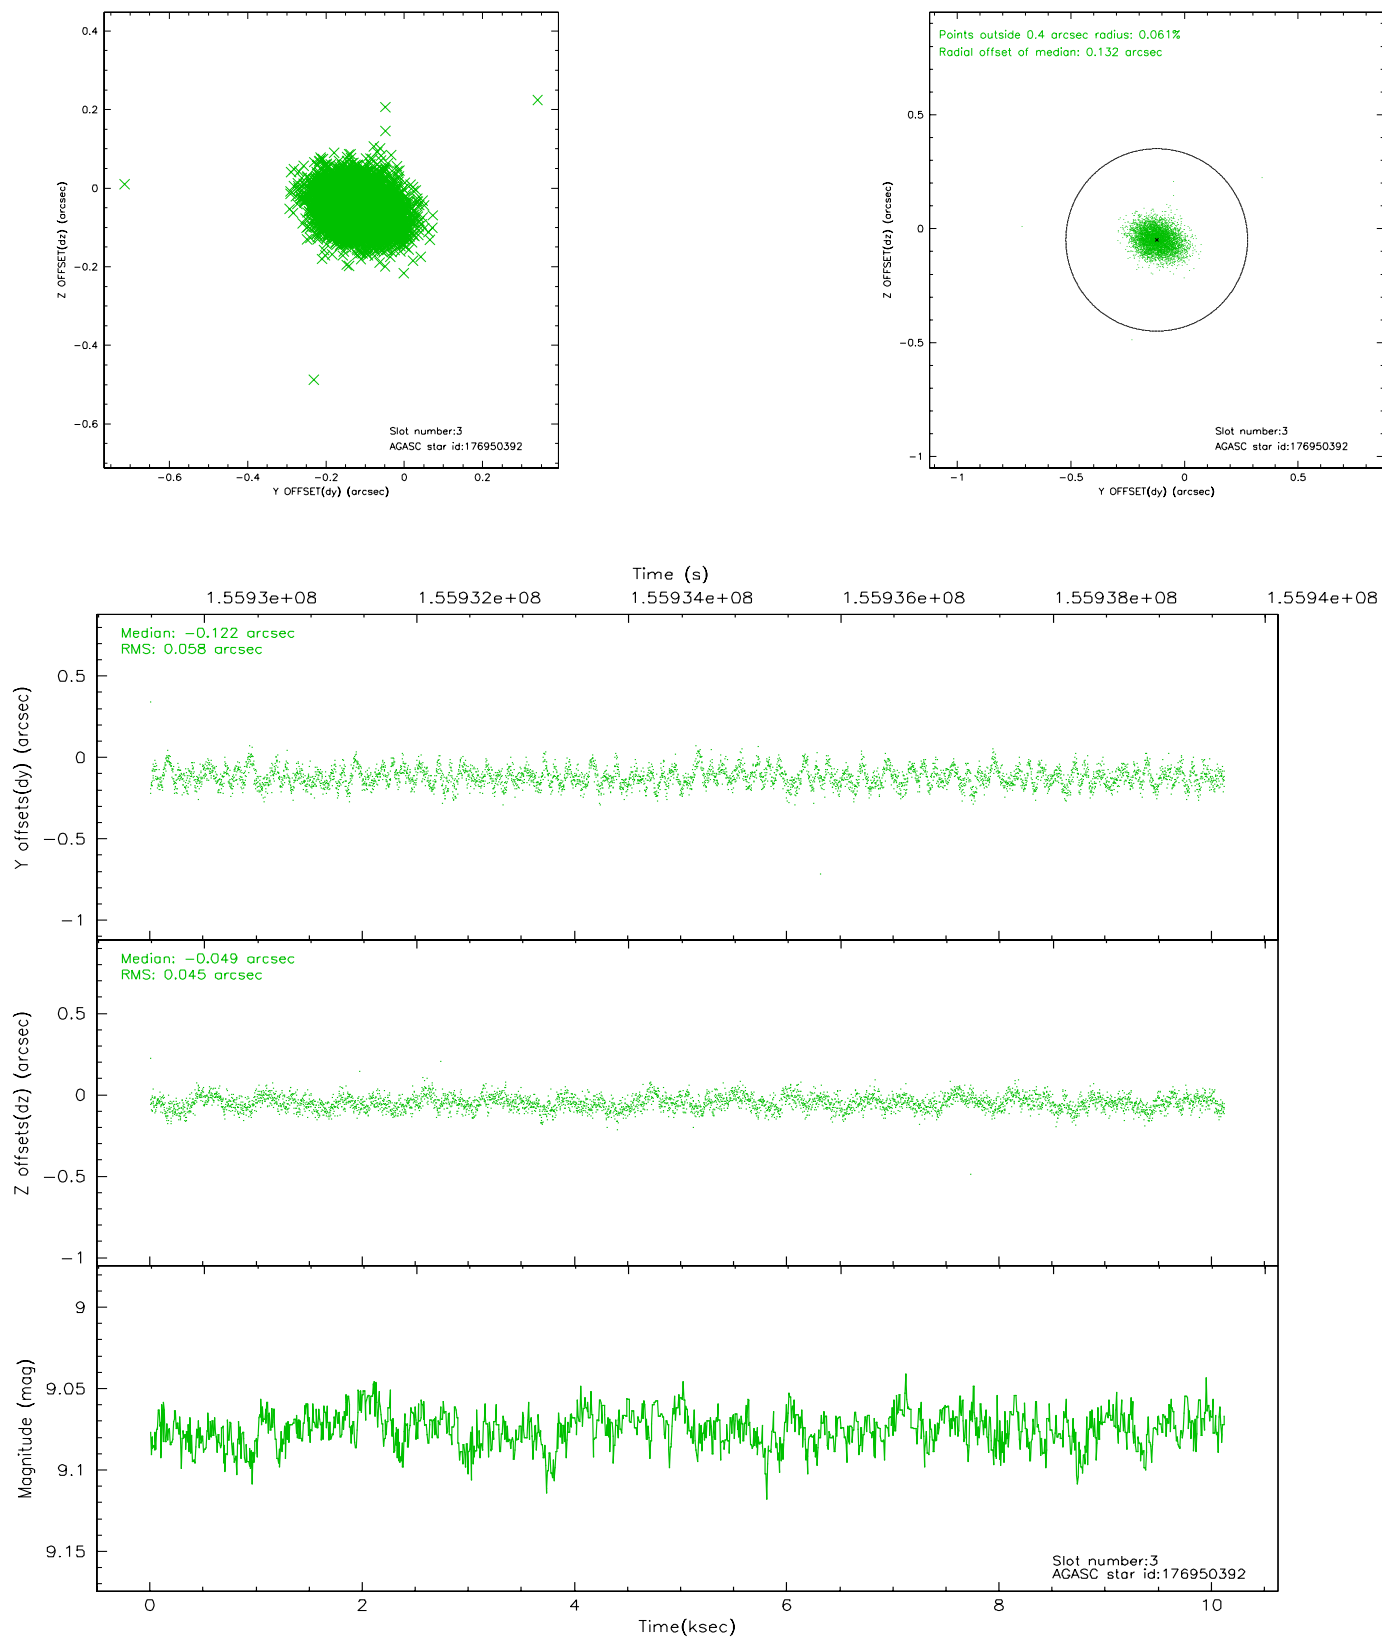 0.4
0.2
0
-0.2
-0.4
-0.6
Z OFFSET(dz) (arcsec)
Slot number:3
AGASC star id:176950392
-0.6 -0.4 -0.2 0 0.2
Y OFFSET(dy) (arcsec)
Points outside 0.4 arcsec radius: 0.061%
Radial offset of median: 0.132 arcsec
0.5
0
-0.5
-1
Z OFFSET(dz) (arcsec)
Slot number:3
AGASC star id:176950392
-1 -0.5 0 0.5
Y OFFSET(dy) (arcsec)
Time (s)
1.5593e+08 1.55932e+08 1.55934e+08 1.55936e+08 1.55938e+08 1.5594e+08
Median: -0.122 arcsec
RMS: 0.058 arcsec
0.5
0
-0.5
-1
Y offsets(dy) (arcsec)
Median: -0.049 arcsec
RMS: 0.045 arcsec
0.5
0
-0.5
-1
Z offsets(dz) (arcsec)
9
9.05
9.1
9.15
Magnitude (mag)
Slot number:3
AGASC star id:176950392
0 2 4 6 8 10
Time(ksec)